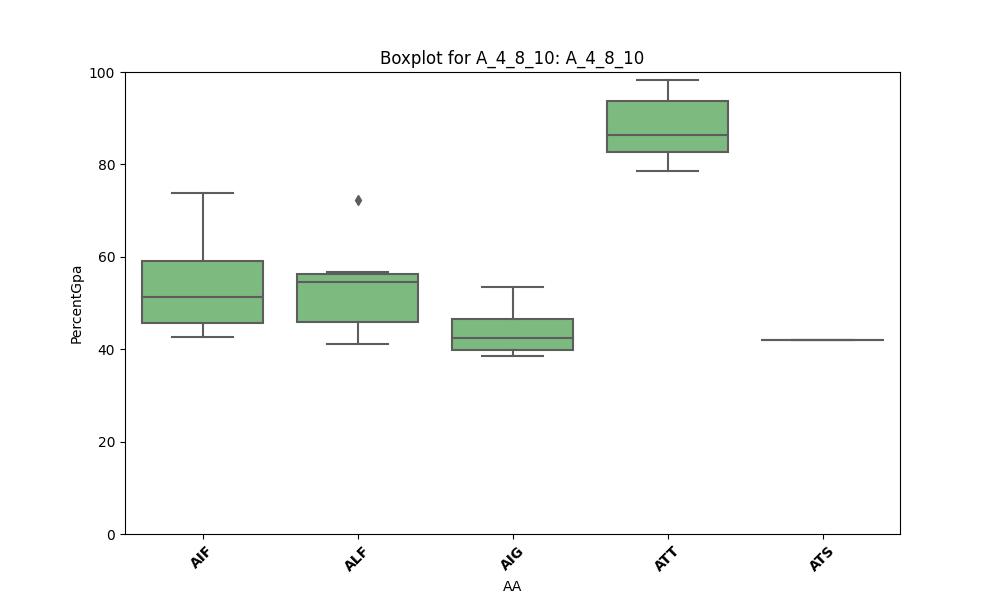 Boxplot for A_4_8_10: A_4_8_10
100
80
60
40
20
0
PercentGpa
AIF
ALF
AIG
ATT
ATS
AA